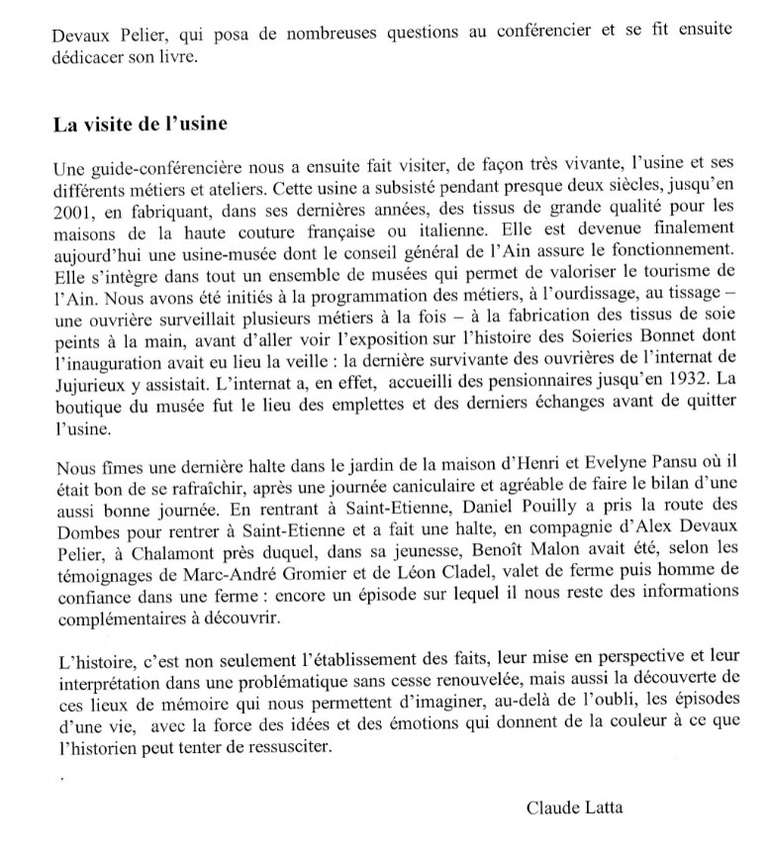 Devaux Pelier, qui posa de nombreuses questions au conférencier et se fit ensuite
dédicacer son livre.
La visite de l'usine
Une guide-conférencière nous a ensuite fait visiter, de façon très vivante, l'usine et ses
différents métiers et ateliers. Cette usine a subsisté pendant presque deux siècles, jusqu'en
2001, en fabriquant, dans ses dernières années, des tissus de grande qualité pour les
maisons de la haute couture française ou italienne. Elle est devenue finalement
aujourd'hui une usine-musée dont le conseil général de l'Ain assure le fonctionnement.
Elle s'intègre dans tout un ensemble de musées qui permet de valoriser le tourisme de
l'Ain. Nous avons été initiés à la programmation des métiers, à l'ourdissage, au tissage –
une ouvrière surveillait plusieurs métiers à la fois – à la fabrication des tissus de soie
peints à la main, avant d'aller voir l'exposition sur l'histoire des Soieries Bonnet dont
l'inauguration avait eu lieu la veille : la dernière survivante des ouvrières de l'internat de
Jujurieux y assistait. L'internat a, en effet, accueilli des pensionnaires jusqu'en 1932. La
boutique du musée fut le lieu des emplettes et des derniers échanges avant de quitter
l'usine.
Nous fîmes une dernière halte dans le jardin de la maison d'Henri et Evelyne Pansu où il
était bon de se rafraîchir, après une journée caniculaire et agréable de faire le bilan d'une
aussi bonne journée. En rentrant à Saint-Etienne, Daniel Pouilly a pris la route des
Dombes pour rentrer à Saint-Etienne et a fait une halte, en compagnie d'Alex Devaux
Pelier, à Chalamont près duquel, dans sa jeunesse, Benoît Malon avait été, selon les
témoignages de Marc-André Gromier et de Léon Cladel, valet de ferme puis homme de
confiance dans une ferme : encore un épisode sur lequel il nous reste des informations
complémentaires à découvrir.
L'histoire, c'est non seulement l'établissement des faits, leur mise en perspective et leur
interprétation dans une problématique sans cesse renouvelée, mais aussi la découverte de
ces lieux de mémoire qui nous permettent d'imaginer, au-delà de l'oubli, les épisodes
d'une vie, avec la force des idées et des émotions qui donnent de la couleur à ce que
l'historien peut tenter de ressusciter.
.
Claude Latta